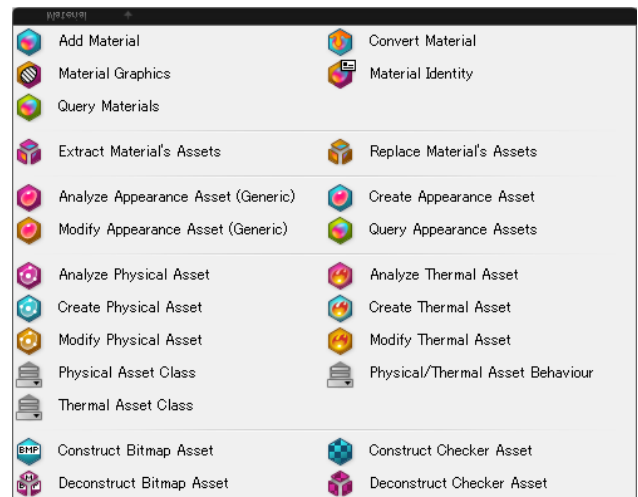 Material +
Add Material
Convert Material
Material Graphics
Material Identity
Query Materials
Extract Material's Assets
Replace Material's Assets
Analyze Appearance Asset (Generic)
Create Appearance Asset
Modify Appearance Asset (Generic)
Query Appearance Assets
Analyze Physical Asset
Analyze Thermal Asset
Create Physical Asset
Create Thermal Asset
Modify Physical Asset
Modify Thermal Asset
Physical Asset Class
Physical/Thermal Asset Behaviour
Thermal Asset Class
BMP
Construct Bitmap Asset
Construct Checker Asset
Deconstruct Bitmap Asset
Deconstruct Checker Asset